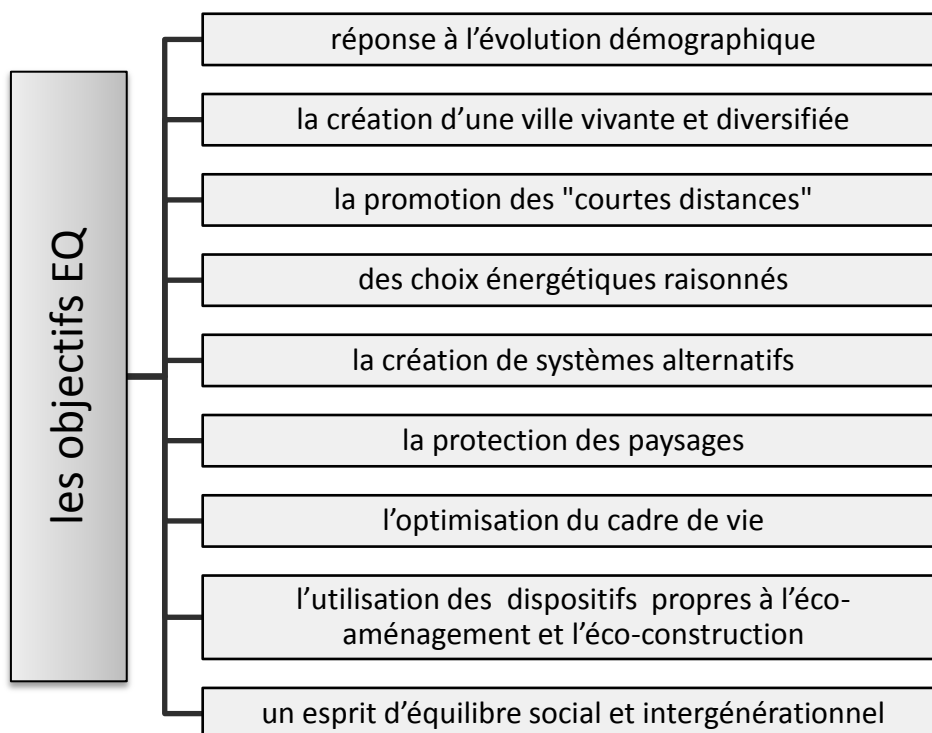 les objectifs EQ
réponse à l’évolution démographique
la création d’une ville vivante et diversifiée
la promotion des "courtes distances"
des choix énergétiques raisonnés
la création de systèmes alternatifs
la protection des paysages
l’optimisation du cadre de vie
l’utilisation des dispositifs propres à l’éco-
aménagement et l’éco-construction
un esprit d’équilibre social et intergénérationnel